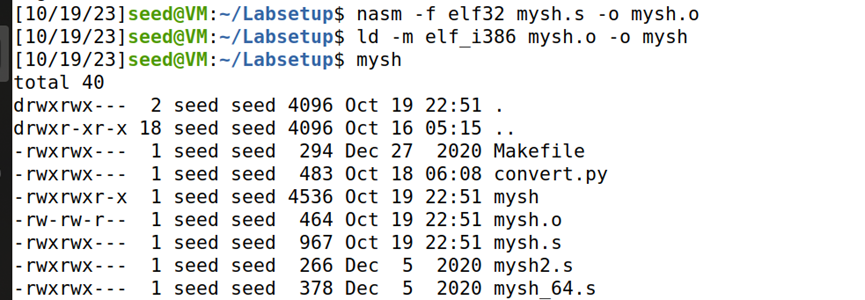 [10/19/23]seed@VM:~/Labsetup$ nasm -f elf32 mysh.s -o mysh.o
[10/19/23]seed@VM:~/Labsetup$ ld -m elf_i386 mysh.o -o mysh
[10/19/23]seed@VM:~/Labsetup$ mysh
total 40
drwxrwx---  2 seed seed 4096 Oct 19 22:51 .
drwxr-xr-x 18 seed seed 4096 Oct 16 05:15 ..
-rwxrwx---  1 seed seed  294 Dec 27  2020 Makefile
-rwxrwx---  1 seed seed  483 Oct 18 06:08 convert.py
-rwxrwxr-x  1 seed seed 4536 Oct 19 22:51 mysh
-rw-rw-r--  1 seed seed  464 Oct 19 22:51 mysh.o
-rwxrwx---  1 seed seed  967 Oct 19 22:51 mysh.s
-rwxrwx---  1 seed seed  266 Dec  5  2020 mysh2.s
-rwxrwx---  1 seed seed  378 Dec  5  2020 mysh_64.s